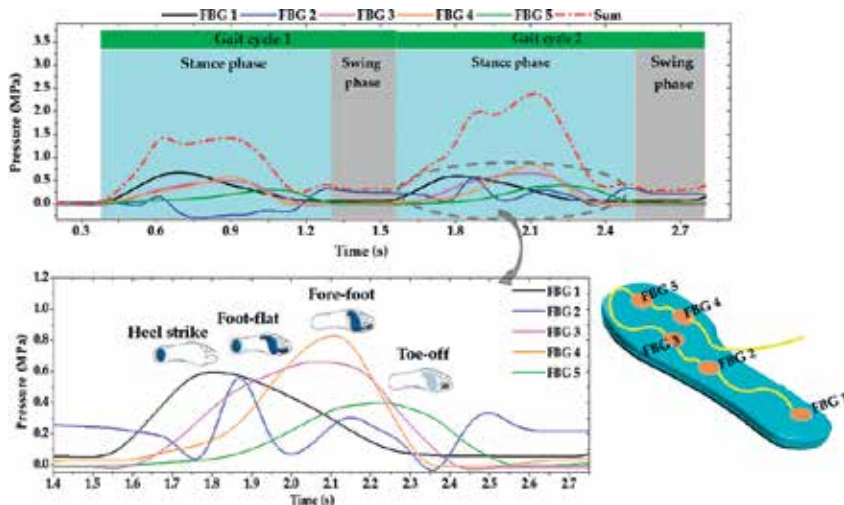 FBG 1 FBG 2 FBG 3 FBG 4 FBG 5 Sum
Gait cycle 1 Gait cycle 2
Stance phase Swing phase Stance phase Swing phase
Pressure (MPa)
3.5
3.0
2.5
2.0
1.5
1.0
0.5
0.0
0.3 0.6 0.9 1.2 1.5 1.8 2.1 2.4 2.7
Time (s)
Pressure (MPa)
1.2
1.0
0.8
0.6
0.4
0.2
0.0
1.4 1.5 1.6 1.7 1.8 1.9 2.0 2.1 2.2 2.3 2.4 2.5 2.6 2.7
Time (s)
Heel strike
Foot-flat
Fore-foot
Toe-off
FBG 1
FBG 2
FBG 3
FBG 4
FBG 5
FBG 5
FBG 4
FBG 3
FBG 2
FBG 1